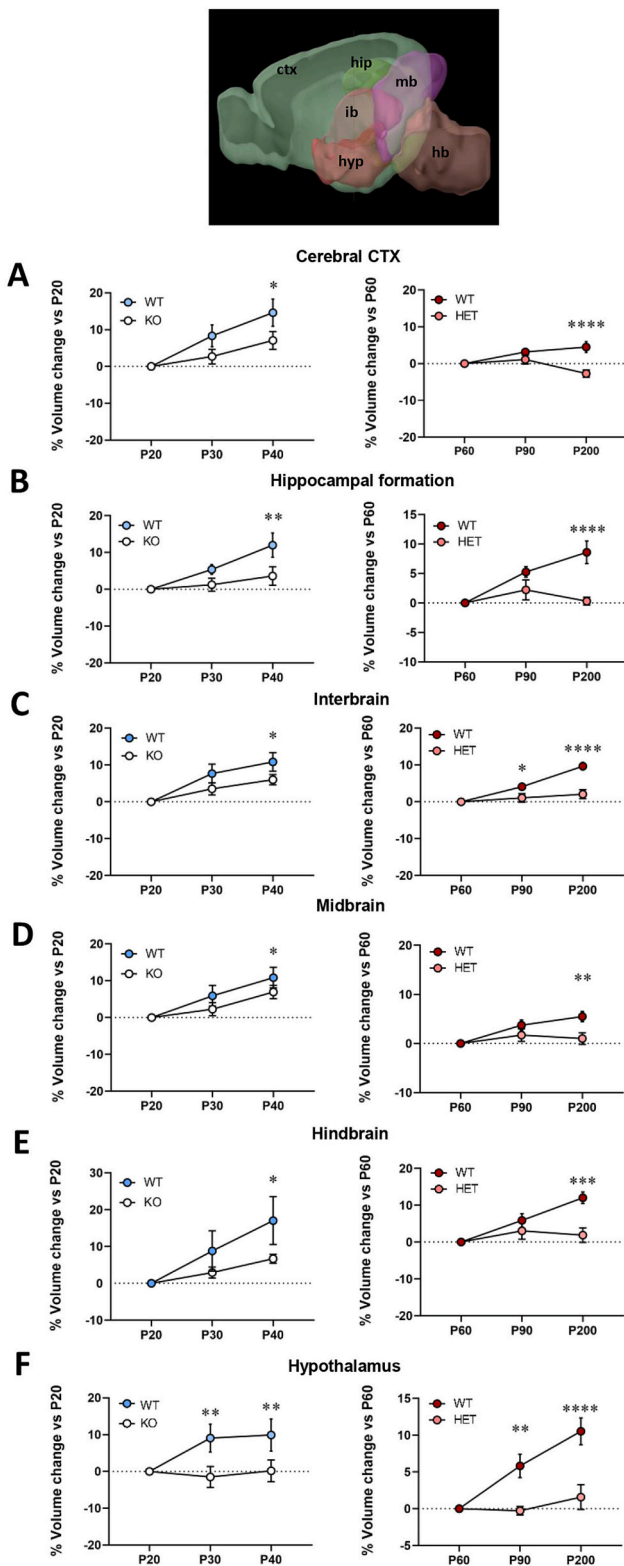 ctx
hip
mb
ib
hyp
hb
A
Cerebral CTX
% Volume change vs P20
20
10
0
-10
-20
WT
KO
*
P20 P30 P40
% Volume change vs P60
20
10
0
-10
-20
WT
HET
****
P60 P90 P200
B
Hippocampal formation
% Volume change vs P20
20
10
0
-10
-20
WT
KO
**
P20 P30 P40
% Volume change vs P60
15
10
5
0
-5
-10
WT
HET
****
P60 P90 P200
C
Interbrain
% Volume change vs P20
20
10
0
-10
-20
WT
KO
*
P20 P30 P40
% Volume change vs P60
20
10
0
-10
-20
WT
HET
*
****
P60 P90 P200
D
Midbrain
% Volume change vs P20
20
10
0
-10
-20
WT
KO
*
P20 P30 P40
% Volume change vs P60
20
10
0
-10
WT
HET
**
P60 P90 P200
E
Hindbrain
% Volume change vs P20
30
20
10
0
-10
WT
KO
*
P20 P30 P40
% Volume change vs P60
20
10
0
-10
-20
WT
HET
***
P60 P90 P200
F
Hypothalamus
% Volume change vs P20
20
10
0
-10
-20
WT
KO
**
**
P20 P30 P40
% Volume change vs P60
15
10
5
0
-5
WT
HET
**
****
P60 P90 P200